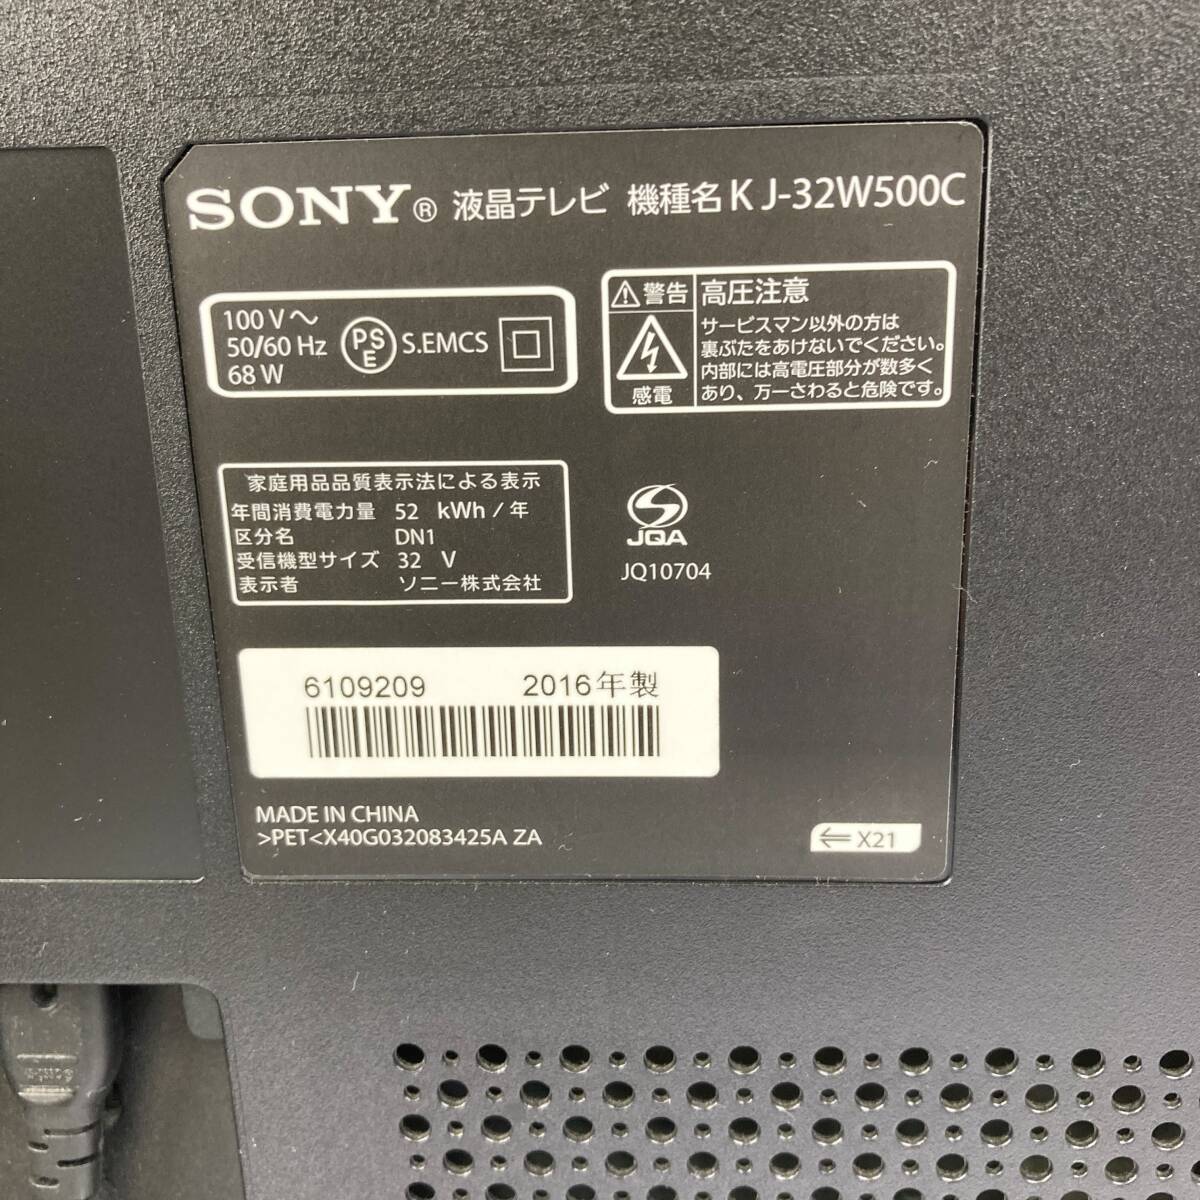 SONY® 液晶テレビ 機種名 KJ-32W500C
100 V～
50/60 Hz
68 W
PSE
S.EMCS
警告
感電
高圧注意
サービスマン以外の方は
裏ぶたをあけないでください。
内部には高電圧部分が数多く
あり、万一さわると危険です。
家庭用品品質表示法による表示
年間消費電力量 52 kWh / 年
区分名 DN1
受信機型サイズ 32 V
表示者 ソニー株式会社
JQA
JQ10704
6109209 2016年製
MADE IN CHINA
>PET<X40G032083425A ZA
⇐ X21